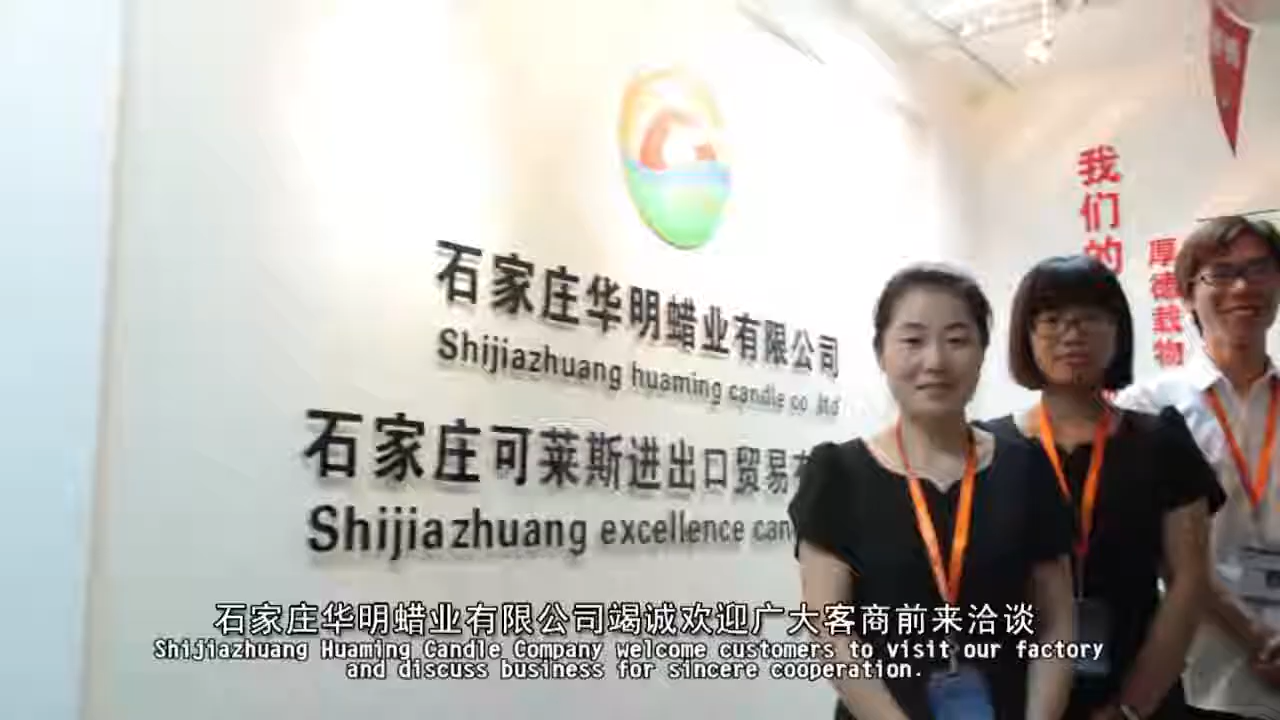 石家庄华明蜡业有限公司
Shijiazhuang huaming candle co ltd
石家庄可莱斯进出口贸易
Shijiazhuang excellence
我们的
厚德载物
石家庄华明蜡业有限公司竭诚欢迎广大客商前来洽谈
Shijiazhuang Huaming Candle Company welcome customers to visit our factory
and discuss business for sincere cooperation.